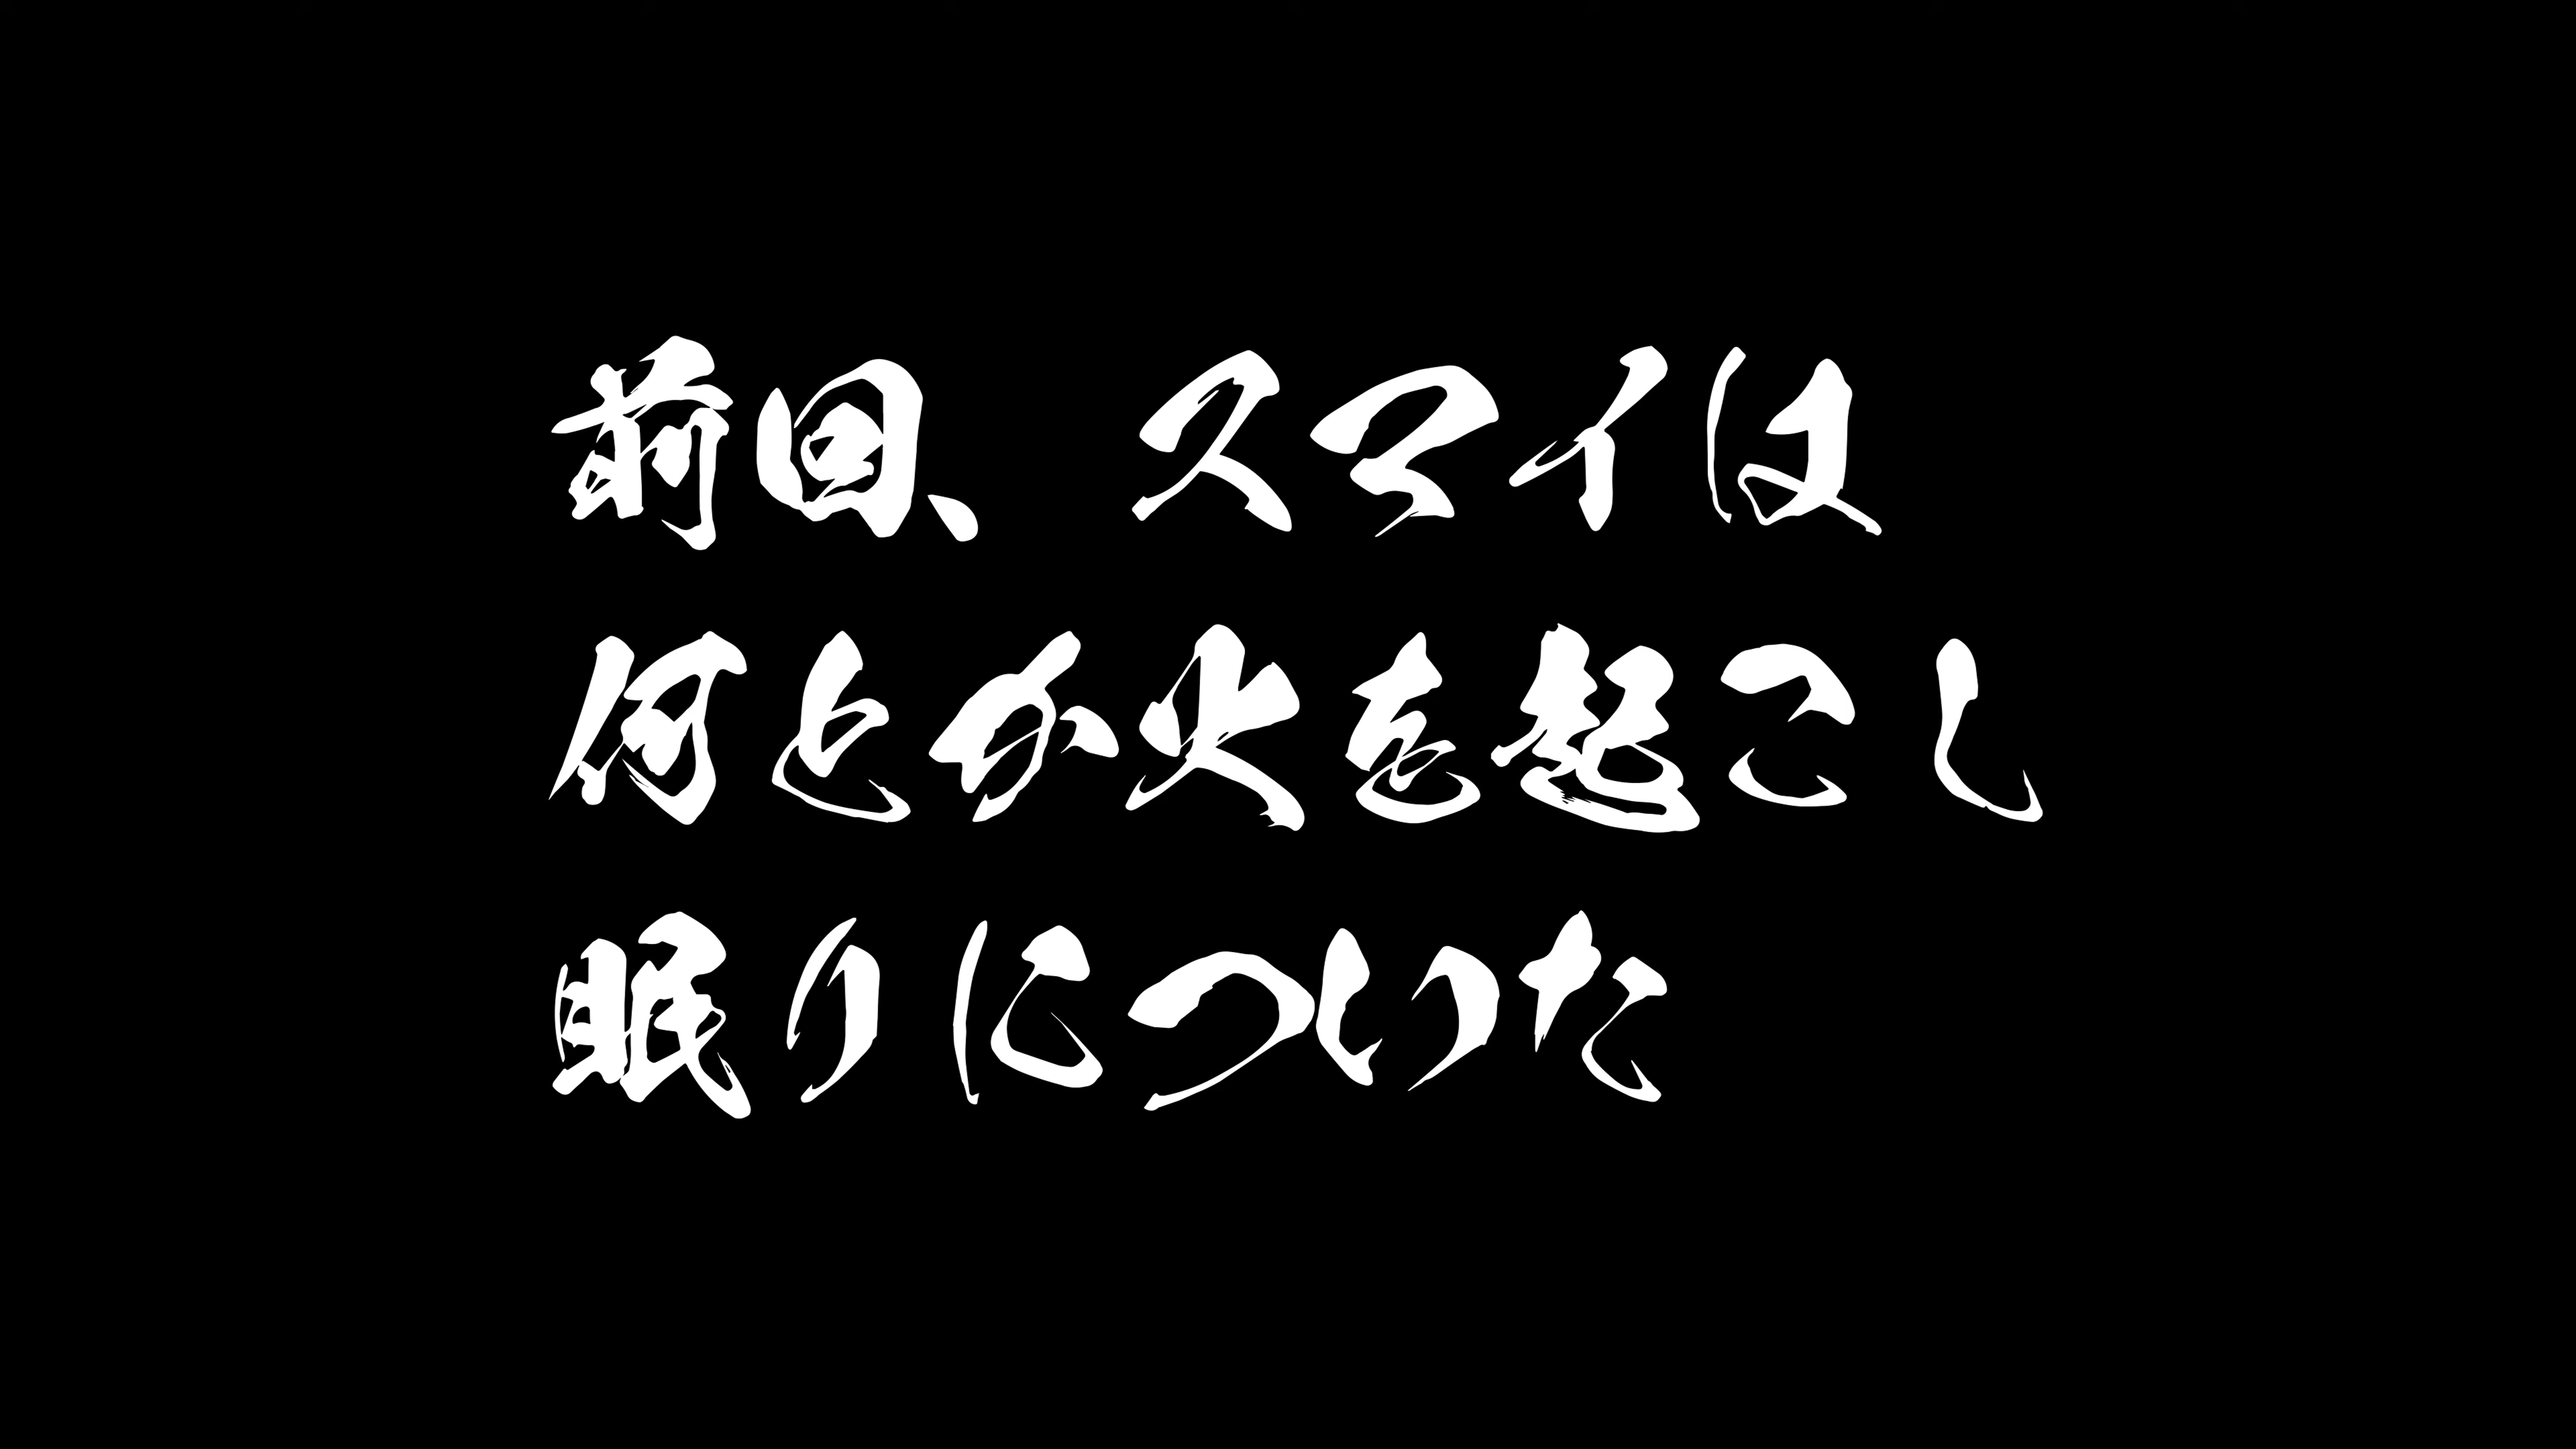 前回、スマイは
何とか火を起こし
眠りについた